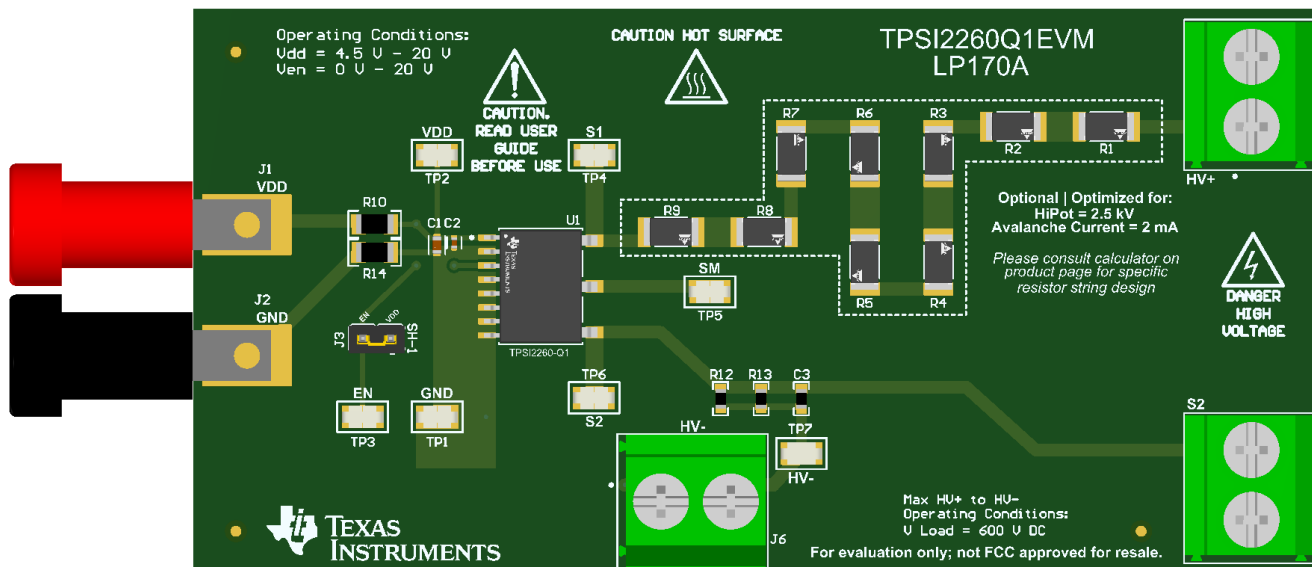 Operating Conditions:
Vdd = 4.5 V - 20 V
Ven = 0 V - 20 V
CAUTION.
READ USER
GUIDE
BEFORE USE
CAUTION HOT SURFACE
TPSI2260Q1EVM
LP170A
R7
R6
R3
R2
R1
HV+
VDD
TP2
S1
TP4
J1
VDD
R10
R14
C1
C2
U1
TEXAS
INSTRUMENTS
TPSI2260-Q1
R9
R8
R5
R4
Optional | Optimized for:
HiPot = 2.5 kV
Avalanche Current = 2 mA
Please consult calculator on
product page for specific
resistor string design
SM
TP5
DANGER
HIGH
VOLTAGE
J2
GND
J3
EN
VDD
SH-1
EN
TP3
GND
TP1
TP6
S2
R12
R13
C3
TP7
HV-
HV-
J6
S2
Max HV+ to HV-
Operating Conditions:
V Load = 600 V DC
For evaluation only; not FCC approved for resale.
TEXAS
INSTRUMENTS